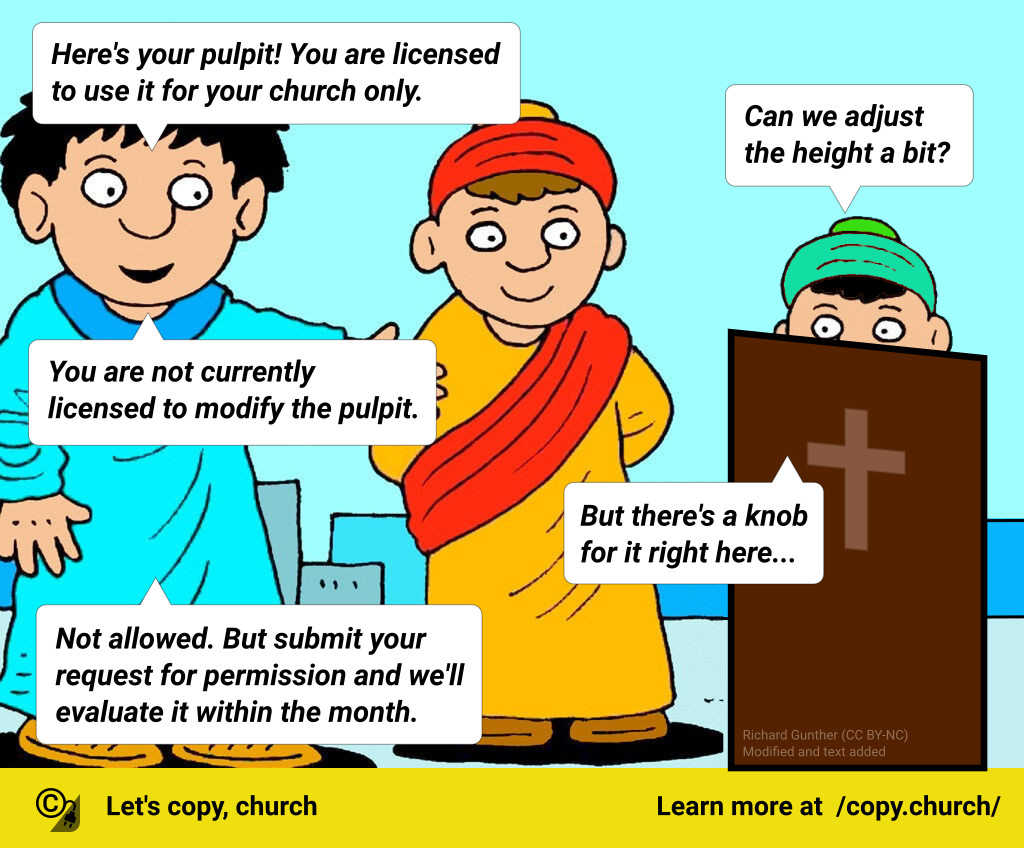 Here's your pulpit! You are licensed
to use it for your church only.
Can we adjust
the height a bit?
You are not currently
licensed to modify the pulpit.
But there's a knob
for it right here...
Not allowed. But submit your
request for permission and we'll
evaluate it within the month.
Richard Gunther (CC BY-NC)
Modified and text added
© Let's copy, church
Learn more at /copy.church/